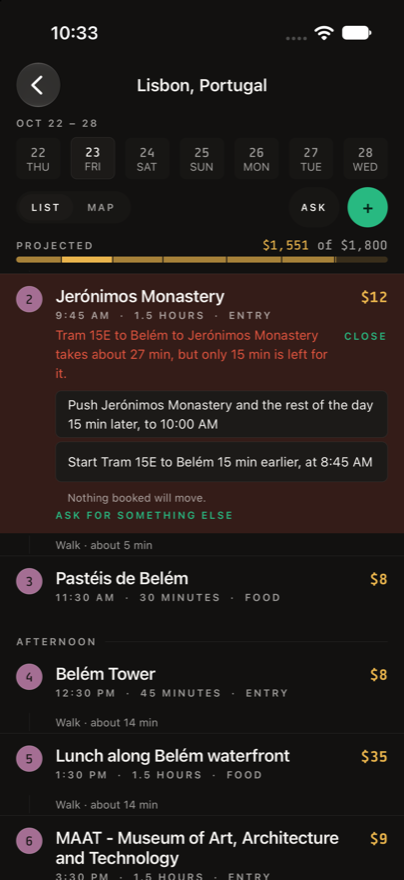 10:33
Lisbon, Portugal
OCT 22 – 28
22 23 24 25 26 27 28
THU FRI SAT SUN MON TUE WED
LIST MAP ASK +
PROJECTED $1,551 of $1,800
2 Jerónimos Monastery $12
9:45 AM · 1.5 HOURS · ENTRY
Tram 15E to Belém to Jerónimos Monastery CLOSE
takes about 27 min, but only 15 min is left for
it.
Push Jerónimos Monastery and the rest of the day
15 min later, to 10:00 AM
Start Tram 15E to Belém 15 min earlier, at 8:45 AM
Nothing booked will move.
ASK FOR SOMETHING ELSE
Walk · about 5 min
3 Pastéis de Belém $8
11:30 AM · 30 MINUTES · FOOD
AFTERNOON
4 Belém Tower $8
12:30 PM · 45 MINUTES · ENTRY
Walk · about 14 min
5 Lunch along Belém waterfront $35
1:30 PM · 1.5 HOURS · FOOD
Walk · about 14 min
6 MAAT - Museum of Art, Architecture $9
and Technology
3:30 PM · 1.5 HOURS · ENTRY